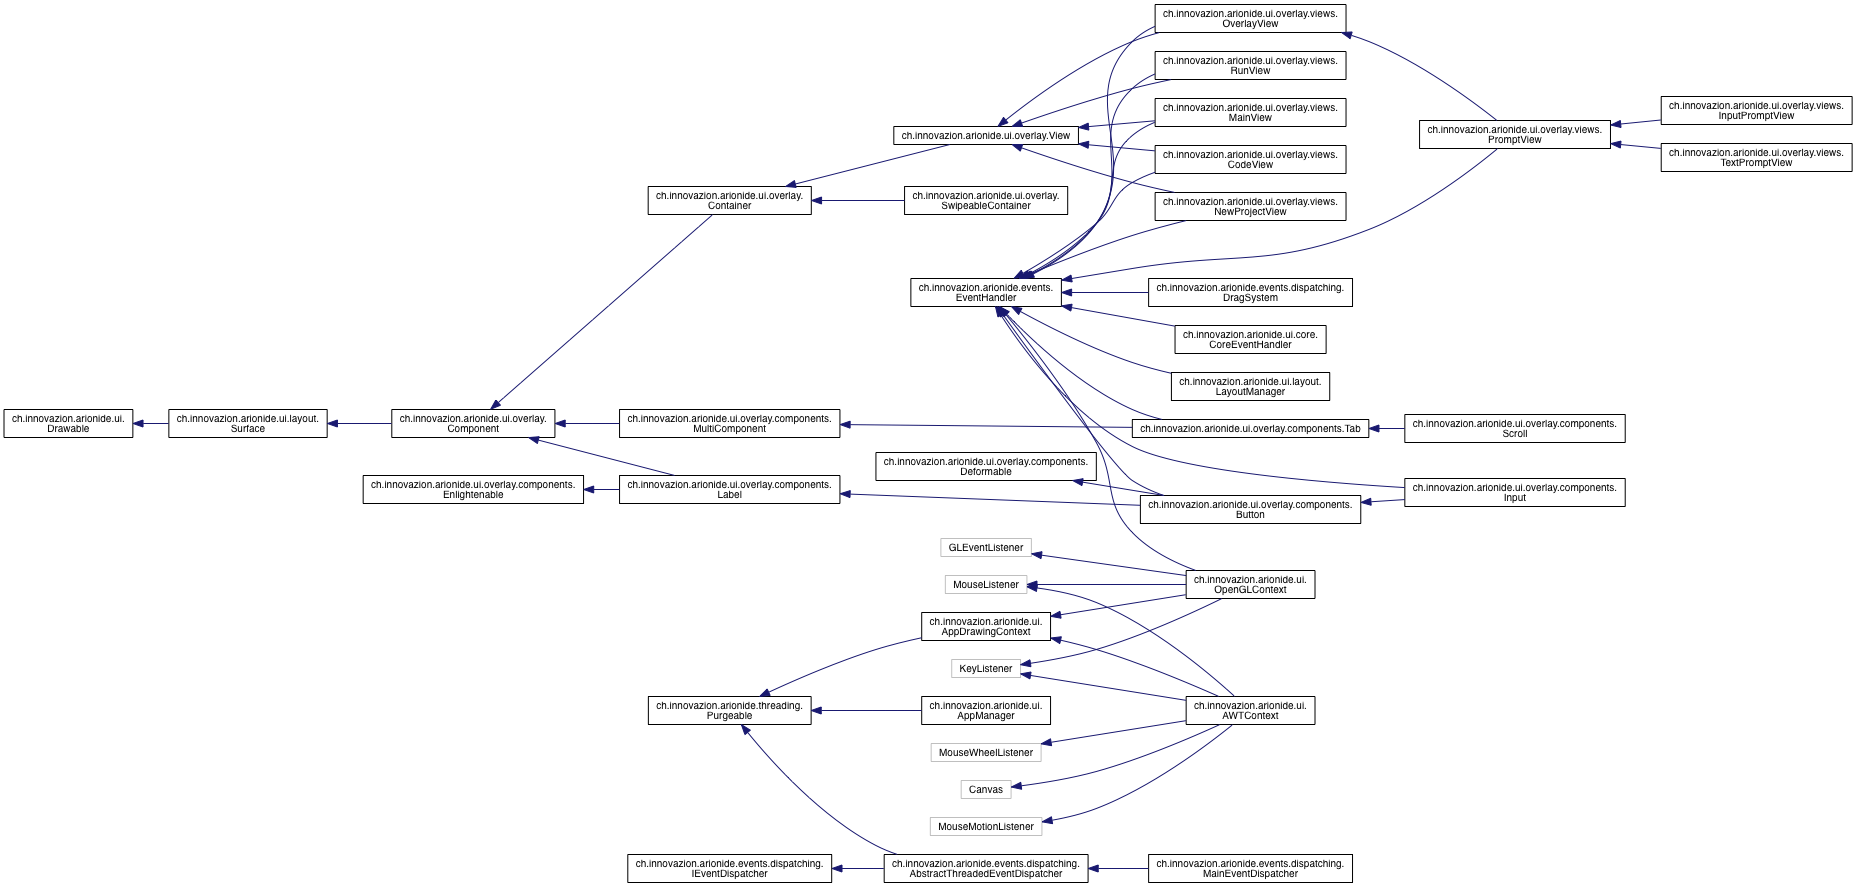 ch.innovazion.arionide.ui.overlay.views.
OverlayView
ch.innovazion.arionide.ui.overlay.views.
RunView
ch.innovazion.arionide.ui.overlay.views.
MainView
ch.innovazion.arionide.ui.overlay.views.
InputPromptView
ch.innovazion.arionide.ui.overlay.View
ch.innovazion.arionide.ui.overlay.views.
PromptView
ch.innovazion.arionide.ui.overlay.views.
CodeView
ch.innovazion.arionide.ui.overlay.views.
TextPromptView
ch.innovazion.arionide.ui.overlay.
Container
ch.innovazion.arionide.ui.overlay.
SwipeableContainer
ch.innovazion.arionide.ui.overlay.views.
NewProjectView
ch.innovazion.arionide.events.
EventHandler
ch.innovazion.arionide.events.dispatching.
DragSystem
ch.innovazion.arionide.ui.core.
CoreEventHandler
ch.innovazion.arionide.ui.layout.
LayoutManager
ch.innovazion.arionide.ui.
Drawable
ch.innovazion.arionide.ui.layout.
Surface
ch.innovazion.arionide.ui.overlay.
Component
ch.innovazion.arionide.ui.overlay.components.
MultiComponent
ch.innovazion.arionide.ui.overlay.components.Tab
ch.innovazion.arionide.ui.overlay.components.
Scroll
ch.innovazion.arionide.ui.overlay.components.
Deformable
ch.innovazion.arionide.ui.overlay.components.
Enlightenable
ch.innovazion.arionide.ui.overlay.components.
Label
ch.innovazion.arionide.ui.overlay.components.
Button
ch.innovazion.arionide.ui.overlay.components.
Input
GLEventListener
MouseListener
ch.innovazion.arionide.ui.
OpenGLContext
ch.innovazion.arionide.ui.
AppDrawingContext
KeyListener
ch.innovazion.arionide.threading.
Purgeable
ch.innovazion.arionide.ui.
AppManager
ch.innovazion.arionide.ui.
AWTContext
MouseWheelListener
Canvas
MouseMotionListener
ch.innovazion.arionide.events.dispatching.
IEventDispatcher
ch.innovazion.arionide.events.dispatching.
AbstractThreadedEventDispatcher
ch.innovazion.arionide.events.dispatching.
MainEventDispatcher